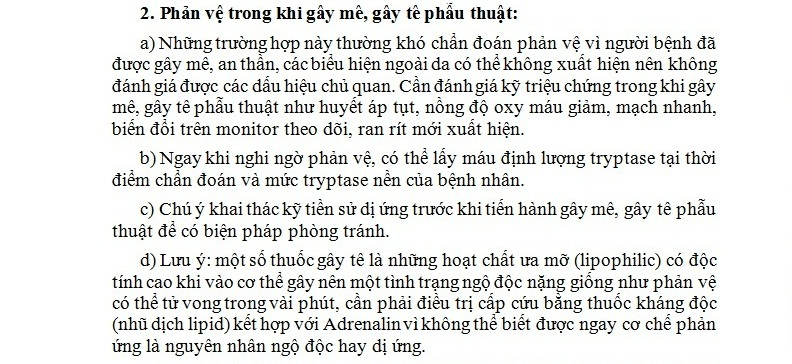 2. Phản vệ trong khi gây mê, gây tê phẫu thuật:
a) Những trường hợp này thường khó chẩn đoán phản vệ vì người bệnh đã
được gây mê, an thần, các biểu hiện ngoài da có thể không xuất hiện nên không
đánh giá được các dấu hiệu chủ quan. Cần đánh giá kỹ triệu chứng trong khi gây
mê, gây tê phẫu thuật như huyết áp tụt, nồng độ oxy máu giảm, mạch nhanh,
biến đổi trên monitor theo dõi, ran rít mới xuất hiện.
b) Ngay khi nghi ngờ phản vệ, có thể lấy máu định lượng tryptase tại thời
điểm chẩn đoán và mức tryptase nền của bệnh nhân.
c) Chú ý khai thác kỹ tiền sử dị ứng trước khi tiến hành gây mê, gây tê phẫu
thuật để có biện pháp phòng tránh.
d) Lưu ý: một số thuốc gây tê là những hoạt chất ưa mỡ (lipophilic) có độc
tính cao khi vào cơ thể gây nên một tình trạng ngộ độc nặng giống như phản vệ
có thể tử vong trong vài phút, cần phải điều trị cấp cứu bằng thuốc kháng độc
(nhũ dịch lipid) kết hợp với Adrenalin vì không thể biết được ngay cơ chế phản
ứng là nguyên nhân ngộ độc hay dị ứng.